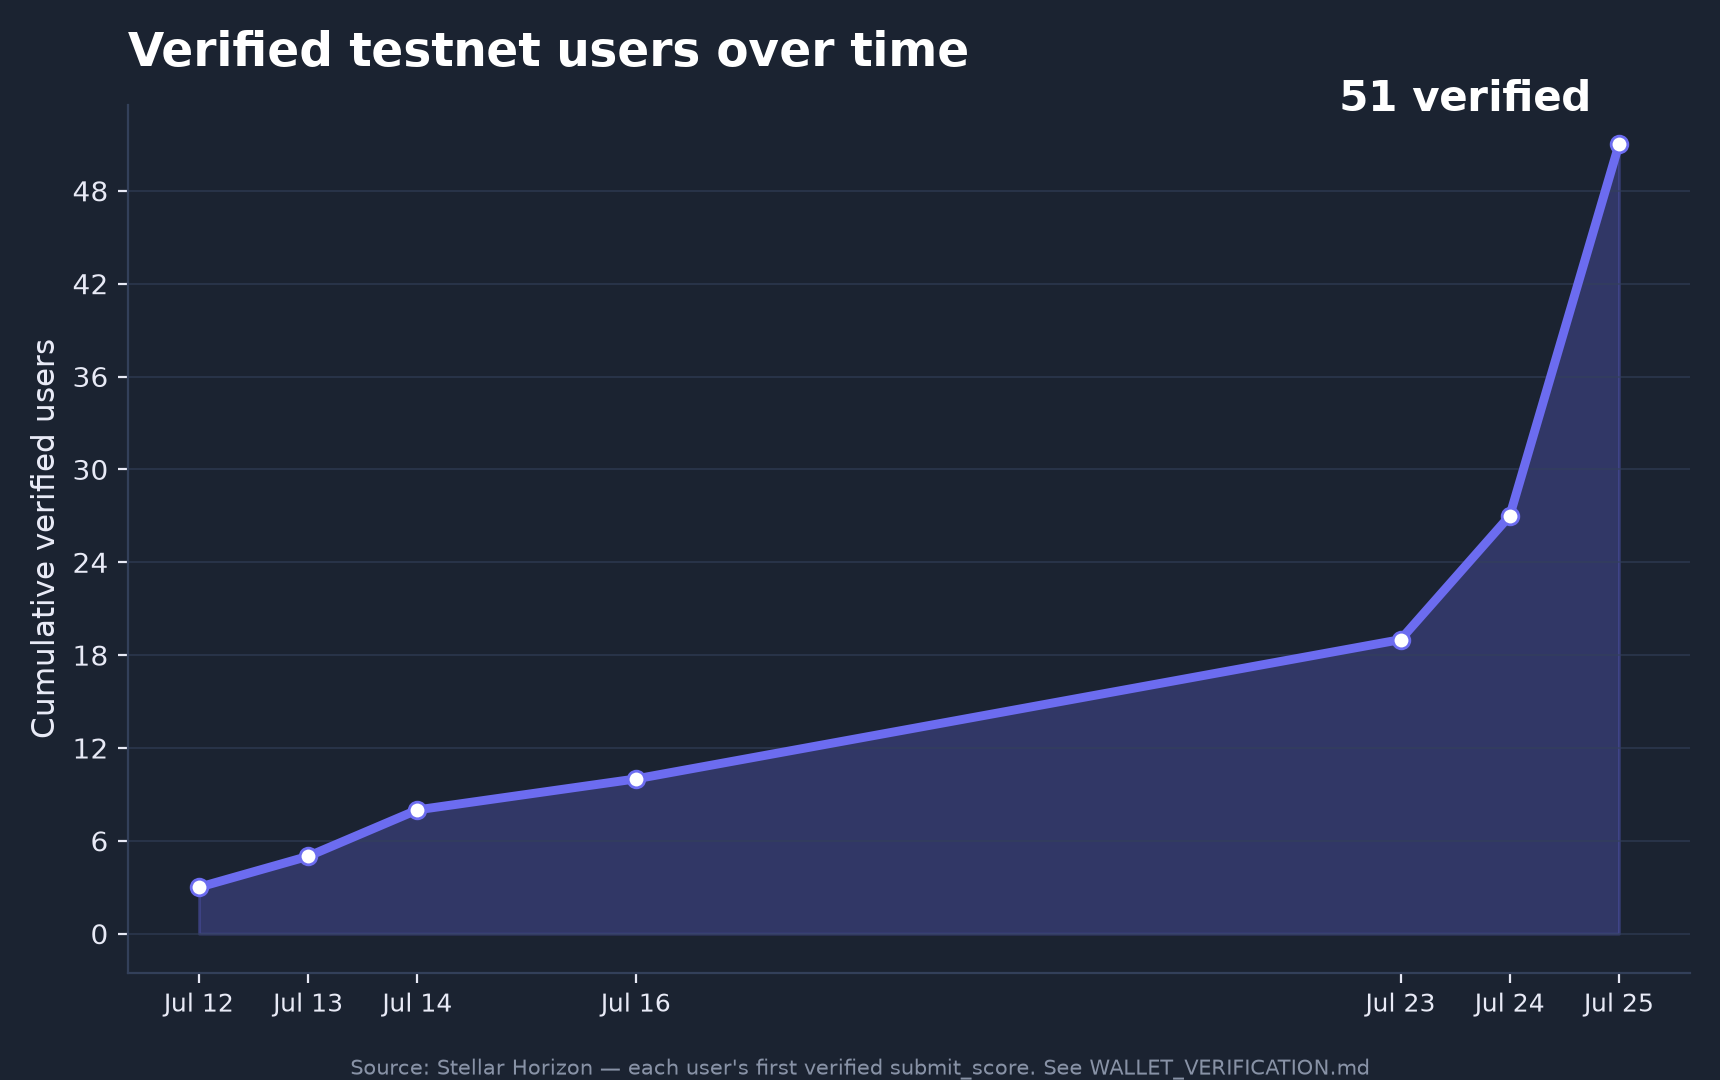 Verified testnet users over time
51 verified
48
42
36
30
24
18
12
6
0
Cumulative verified users
Jul 12 Jul 13 Jul 14 Jul 16 Jul 23 Jul 24 Jul 25
Source: Stellar Horizon — each user's first verified submit_score. See WALLET_VERIFICATION.md